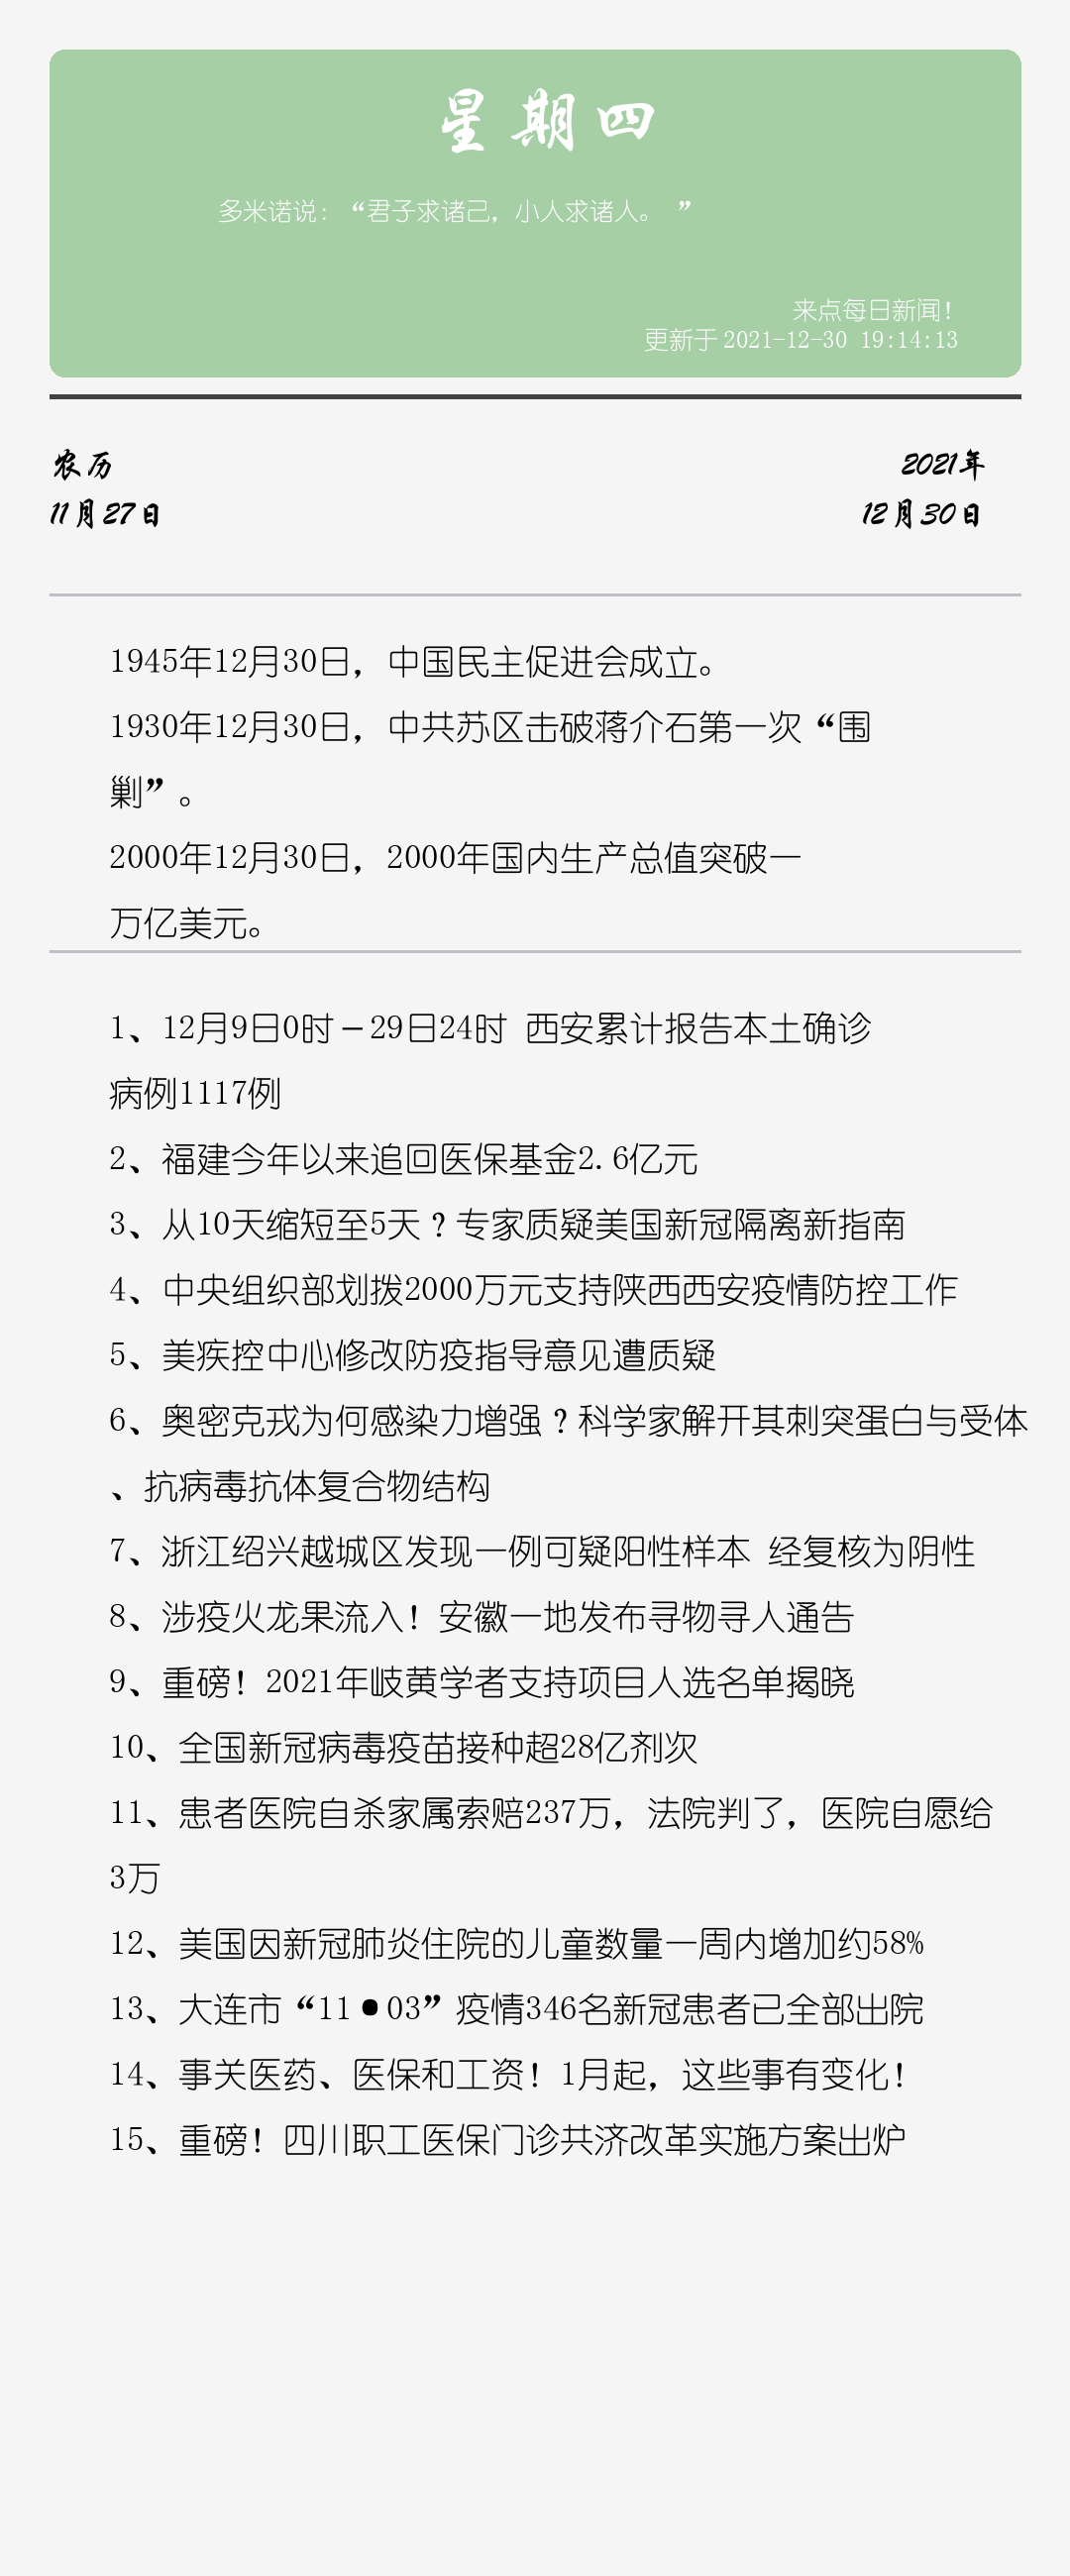 星期四
多米诺说：“君子求诸己，小人求诸人。 ”
来点每日新闻！
更新于2021-12-30 19:14:13
农历
2021年
11月27日
12月30日
1945年12月30日，中国民主促进会成立。
1930年12月30日，中共苏区击破蒋介石第一次“围
剿”。
2000年12月30日，2000年国内生产总值突破一
万亿美元。
1、12月9日0时—29日24时 西安累计报告本土确诊
病例1117例
2、福建今年以来追回医保基金2.6亿元
3、从10天缩短至5天？专家质疑美国新冠隔离新指南
4、中央组织部划拨2000万元支持陕西西安疫情防控工作
5、美疾控中心修改防疫指导意见遭质疑
6、奥密克戎为何感染力增强？科学家解开其刺突蛋白与受体
、抗病毒抗体复合物结构
7、浙江绍兴越城区发现一例可疑阳性样本 经复核为阴性
8、涉疫火龙果流入！安徽一地发布寻物寻人通告
9、重磅！2021年岐黄学者支持项目人选名单揭晓
10、全国新冠病毒疫苗接种超28亿剂次
11、患者医院自杀家属索赔237万，法院判了，医院自愿给
3万
12、美国因新冠肺炎住院的儿童数量一周内增加约58%
13、大连市“11•03”疫情346名新冠患者已全部出院
14、事关医药、医保和工资！1月起，这些事有变化！
15、重磅！四川职工医保门诊共济改革实施方案出炉